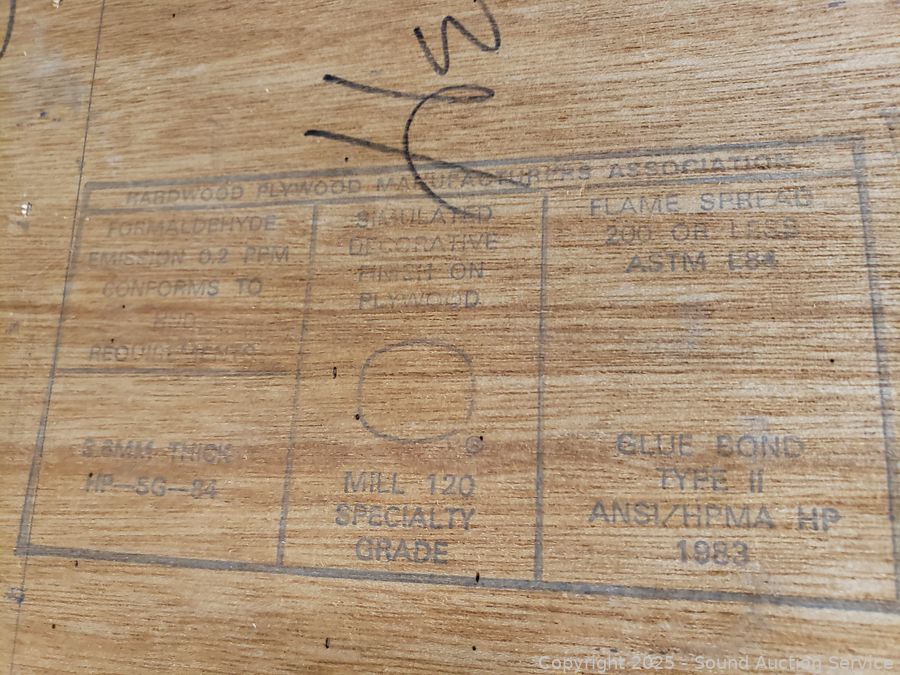 HARDWOOD PLYWOOD MANUFACTURERS ASSOCIATION
FORMALDEHYDE
EMISSION 0.2 PPM
CONFORMS TO
HUD
REQUIREMENTS
3.6MM THICK
HP-SG-84
SIMULATED
DECORATIVE
FINISH ON
PLYWOOD
MILL 120
SPECIALTY
GRADE
FLAME SPREAD
200 OR LESS
ASTM E84
GLUE BOND
TYPE II
ANSI/HPMA HP
1983
Copyright 2025 - Sound Auction Service